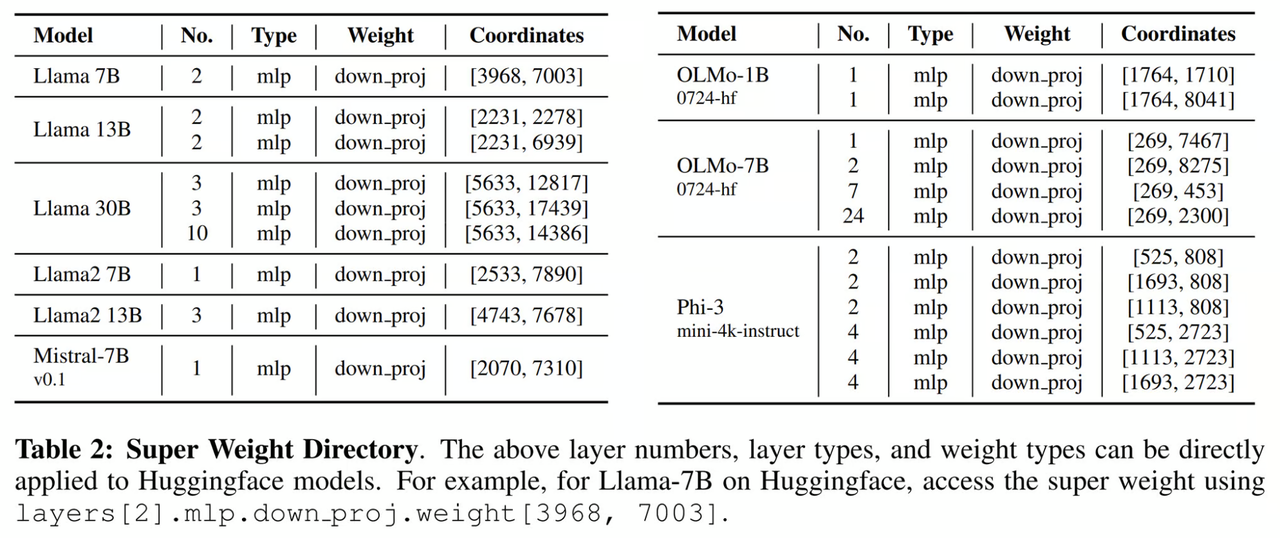 Model No. Type Weight Coordinates
Llama 7B 2 mlp down_proj [3968, 7003]
Llama 13B 2 mlp down_proj [2231, 2278]
2 mlp down_proj [2231, 6939]
Llama 30B 3 mlp down_proj [5633, 12817]
3 mlp down_proj [5633, 17439]
10 mlp down_proj [5633, 14386]
Llama2 7B 1 mlp down_proj [2533, 7890]
Llama2 13B 3 mlp down_proj [4743, 7678]
Mistral-7B
v0.1 1 mlp down_proj [2070, 7310]
Model No. Type Weight Coordinates
OLMo-1B 1 mlp down_proj [1764, 1710]
0724-hf 1 mlp down_proj [1764, 8041]
OLMo-7B 1 mlp down_proj [269, 7467]
0724-hf 2 mlp down_proj [269, 8275]
7 mlp down_proj [269, 453]
24 mlp down_proj [269, 2300]
Phi-3 2 mlp down_proj [525, 808]
mini-4k-instruct 2 mlp down_proj [1693, 808]
2 mlp down_proj [1113, 808]
4 mlp down_proj [525, 2723]
4 mlp down_proj [1113, 2723]
4 mlp down_proj [1693, 2723]
Table 2: Super Weight Directory. The above layer numbers, layer types, and weight types can be directly
applied to Huggingface models. For example, for Llama-7B on Huggingface, access the super weight using
layers[2].mlp.down_proj.weight[3968, 7003].